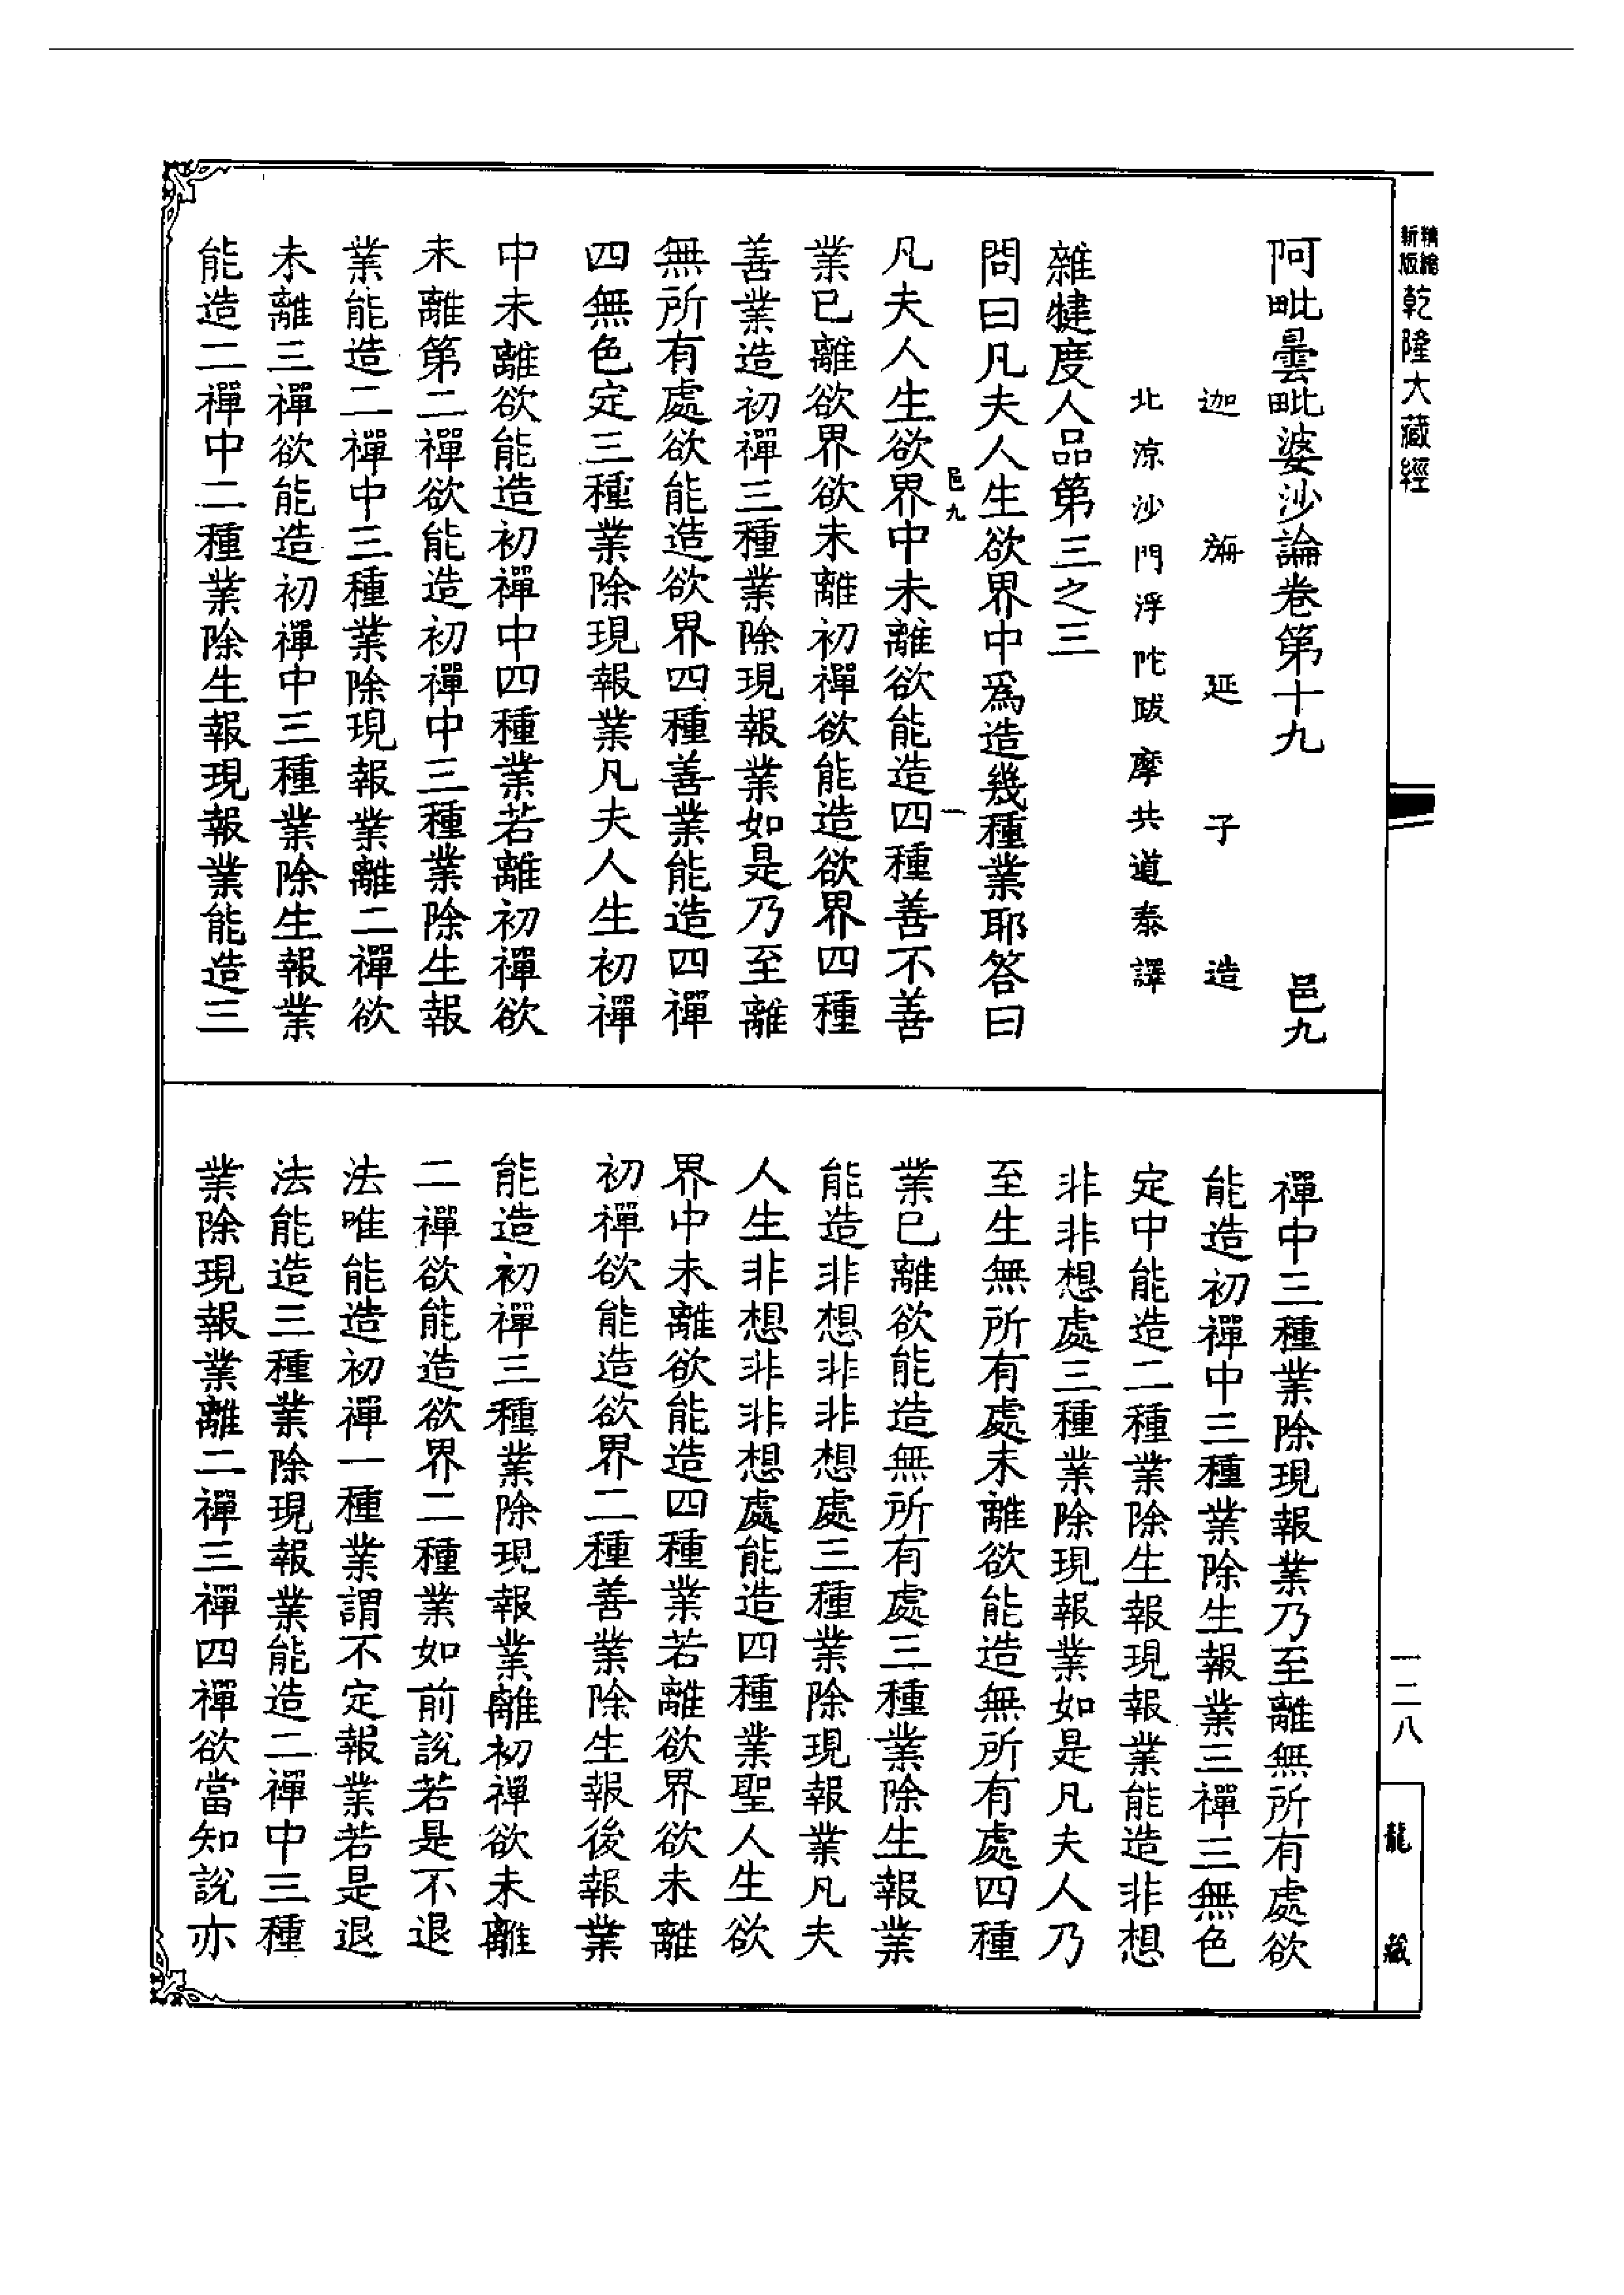 精縮
新版
乾隆大藏經
阿毗曇毗婆沙論卷第十九 邑九
迦旃延子造
北涼沙門浮陀跋摩共道泰譯
雜犍度人品第三之三
問曰凡夫人生欲界中為造幾種業耶答曰
邑九 一
凡夫人生欲界中未離欲能造四種善不善
業已離欲界欲未離初禪欲能造欲界四種
善業造初禪三種業除現報業如是乃至離
無所有處欲能造欲界四種善業能造四禪
四無色定三種業除現報業凡夫人生初禪
中未離欲能造初禪中四種業若離初禪欲
未離第二禪欲能造初禪中三種業除生報
業能造二禪中三種業除現報業離二禪欲
未離三禪欲能造初禪中三種業除生報業
能造二禪中二種業除生報現報業能造三
禪中三種業除現報業乃至離無所有處欲
能造初禪中三種業除生報業三禪三無色
定中能造二種業除生報現報業能造非想
非非想處三種業除現報業如是凡夫人乃
至生無所有處未離欲能造無所有處四種
業已離欲能造無所有處三種業除生報業
能造非想非非想處三種業除現報業凡夫
人生非想非非想處能造四種業聖人生欲
界中未離欲能造四種業若離欲界欲未離
初禪欲能造欲界二種善業除生報後報業
能造初禪三種業除現報業離初禪欲未離
二禪欲能造欲界二種業如前說若是不退
法唯能造初禪一種業謂不定報業若是退
法能造三種業除現報業能造二禪中三種
業除現報業離二禪三禪四禪欲當知說亦
一二八
龍藏